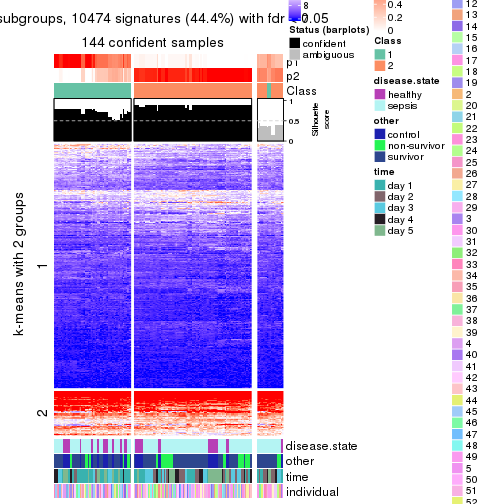 subgroups, 10474 signatures (44.4%) with fdr < 0.05
144 confident samples
p1
p2
Class
1
0.5
0
Silhouette
score
k-means with 2 groups
1
2
disease.state
other
time
individual
8
5
Status (barplots)
confident
ambiguous
0.4
0.2
0
Class
1
2
disease.state
healthy
sepsis
other
control
non-survivor
survivor
time
day 1
day 2
day 3
day 4
day 5
12
13
14
15
16
17
18
19
2
20
21
22
23
24
25
26
27
28
29
3
30
31
32
33
34
35
36
37
38
39
4
40
41
42
43
44
45
46
47
48
49
5
50
51
52